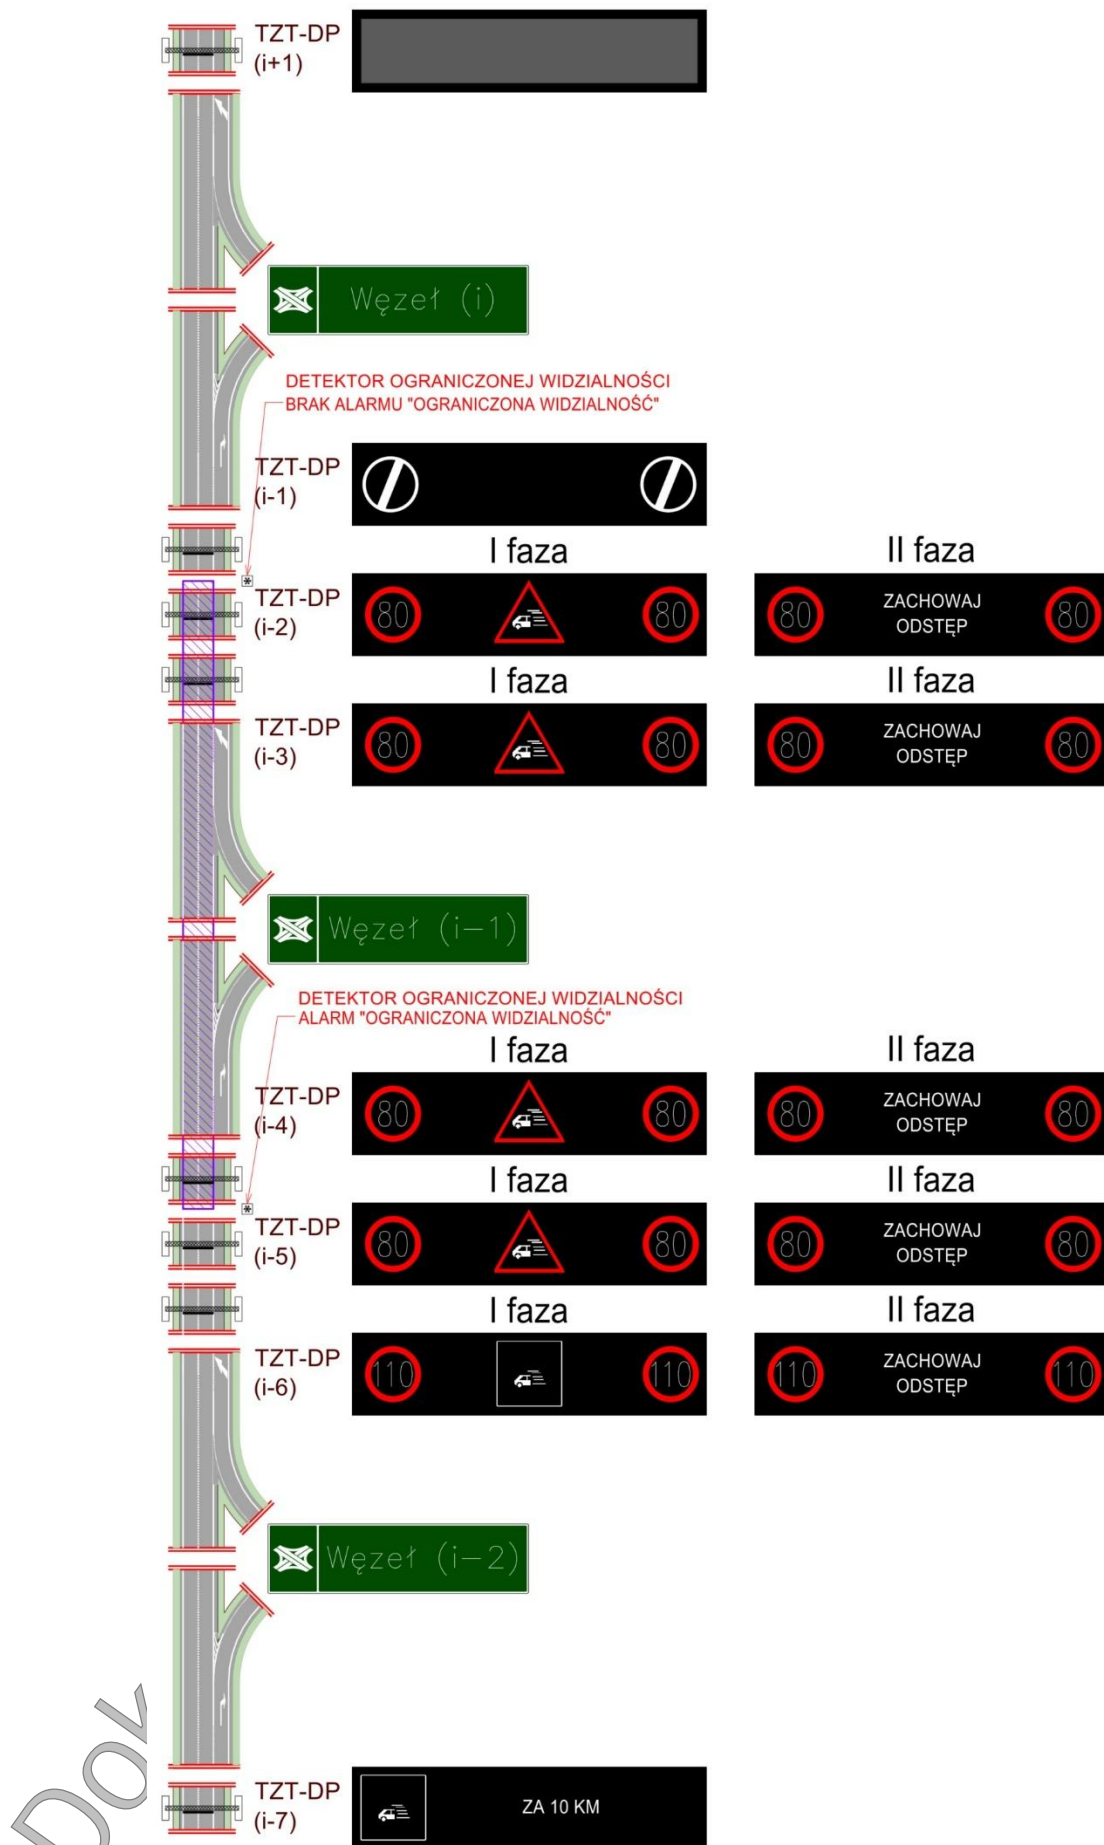 TZT-DP
(i+1)
Węzeł (i)
DETEKTOR OGRANICZONEJ WIDZIALNOŚCI
BRAK ALARMU "OGRANICZONA WIDZIALNOŚĆ"
TZT-DP
(i-1)
I faza
II faza
TZT-DP
(i-2)
80 80
80 ZACHOWAJ
ODSTĘP 80
I faza
II faza
TZT-DP
(i-3)
80 80
80 ZACHOWAJ
ODSTĘP 80
Węzeł (i-1)
DETEKTOR OGRANICZONEJ WIDZIALNOŚCI
ALARM "OGRANICZONA WIDZIALNOŚĆ"
I faza
II faza
TZT-DP
(i-4)
80 80
80 ZACHOWAJ
ODSTĘP 80
I faza
II faza
TZT-DP
(i-5)
80 80
80 ZACHOWAJ
ODSTĘP 80
I faza
II faza
TZT-DP
(i-6)
110 110
110 ZACHOWAJ
ODSTĘP 110
Węzeł (i-2)
TZT-DP
(i-7)
ZA 10 KM